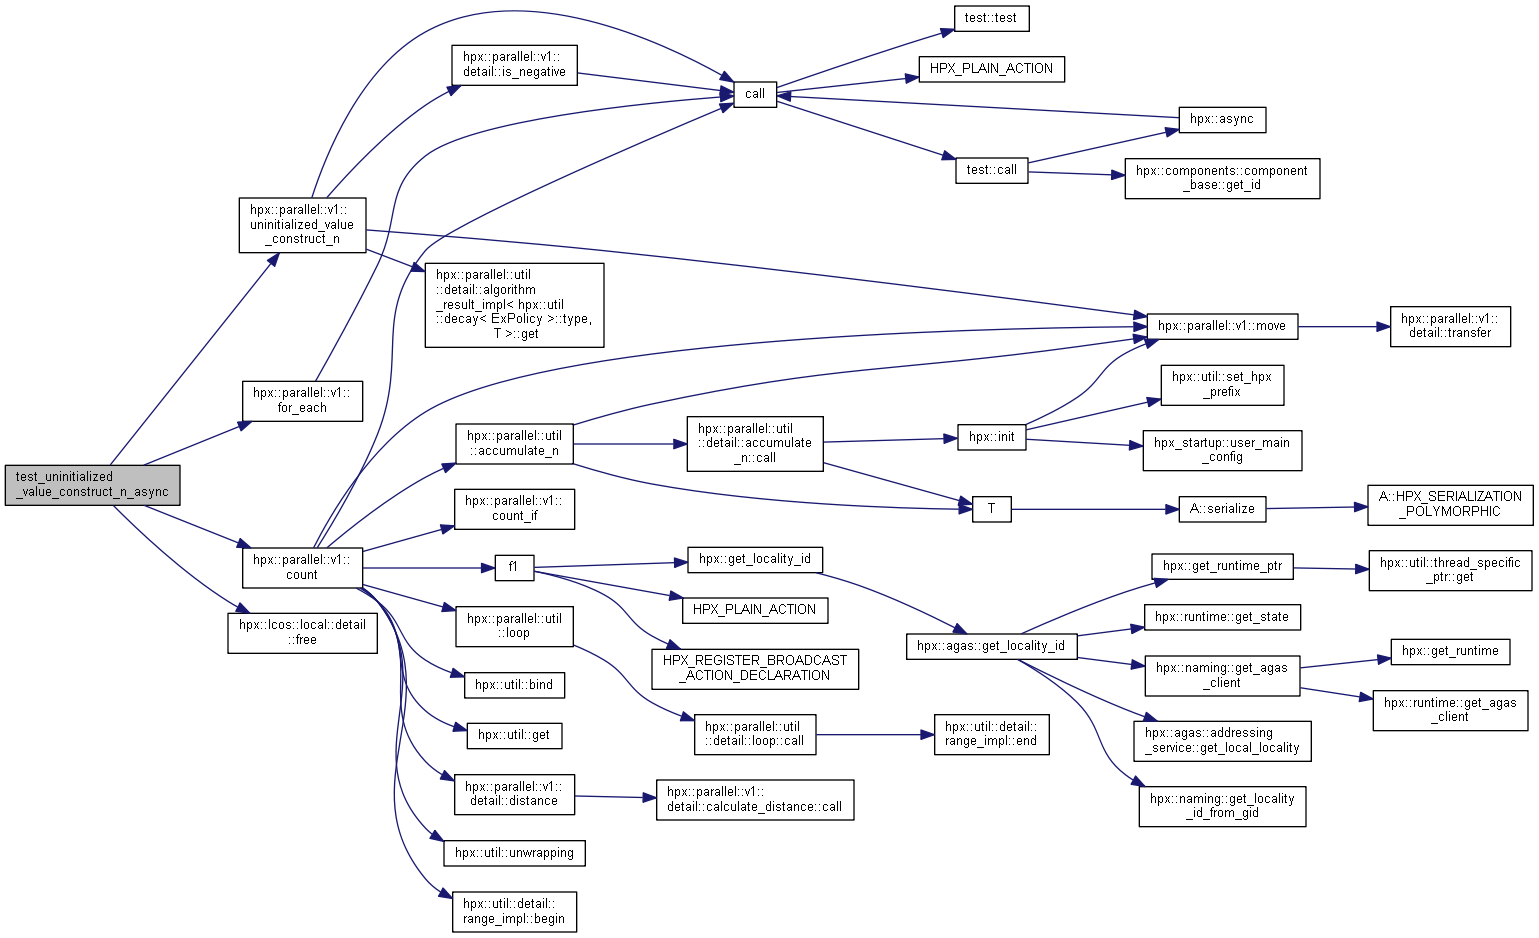 test::test
hpx::parallel::v1::
detail::is_negative
HPX_PLAIN_ACTION
call
hpx::async
test::call
hpx::components::component
_base::get_id
hpx::parallel::v1::
uninitialized_value
_construct_n
hpx::parallel::util
::detail::algorithm
_result_impl< hpx::util
::decay< ExPolicy >::type,
T >::get
hpx::parallel::v1::move
hpx::parallel::v1::
detail::transfer
hpx::parallel::v1::
for_each
hpx::util::set_hpx
_prefix
hpx::parallel::util
::accumulate_n
hpx::parallel::util
::detail::accumulate
_n::call
hpx::init
hpx_startup::user_main
_config
test_uninitialized
_value_construct_n_async
hpx::parallel::v1::
count_if
T
A::serialize
A::HPX_SERIALIZATION
_POLYMORPHIC
hpx::parallel::v1::
count
f1
hpx::get_locality_id
hpx::get_runtime_ptr
hpx::util::thread_specific
_ptr::get
HPX_PLAIN_ACTION
hpx::lcos::local::detail
::free
hpx::parallel::util
::loop
hpx::runtime::get_state
hpx::agas::get_locality_id
HPX_REGISTER_BROADCAST
_ACTION_DECLARATION
hpx::get_runtime
hpx::naming::get_agas
_client
hpx::util::bind
hpx::runtime::get_agas
_client
hpx::util::get
hpx::parallel::util
::detail::loop::call
hpx::util::detail::
range_impl::end
hpx::agas::addressing
_service::get_local_locality
hpx::parallel::v1::
detail::distance
hpx::parallel::v1::
detail::calculate_distance::call
hpx::naming::get_locality
_id_from_gid
hpx::util::unwrapping
hpx::util::detail::
range_impl::begin